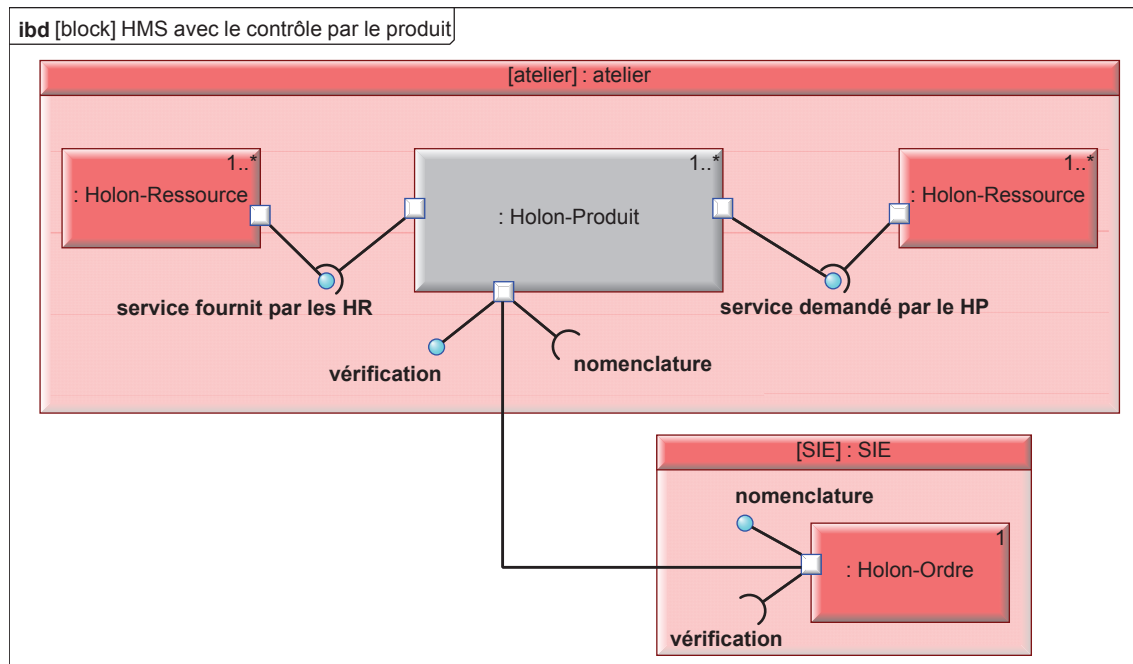 ibd [block] HMS avec le contrôle par le produit
[atelier] : atelier
1..*
: Holon-Ressource
1..*
: Holon-Produit
1..*
: Holon-Ressource
service fournit par les HR
service demandé par le HP
vérification
nomenclature
[SIE] : SIE
nomenclature
1
: Holon-Ordre
vérification